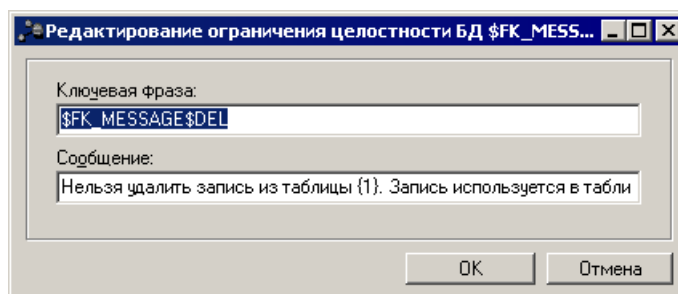 Редактирование ограничения целостности БД $FK_MESS...
Ключевая фраза:
$FK_MESSAGE$DEL
Сообщение:
Нельзя удалить запись из таблицы {1}. Запись используется в табли
OK
Отмена